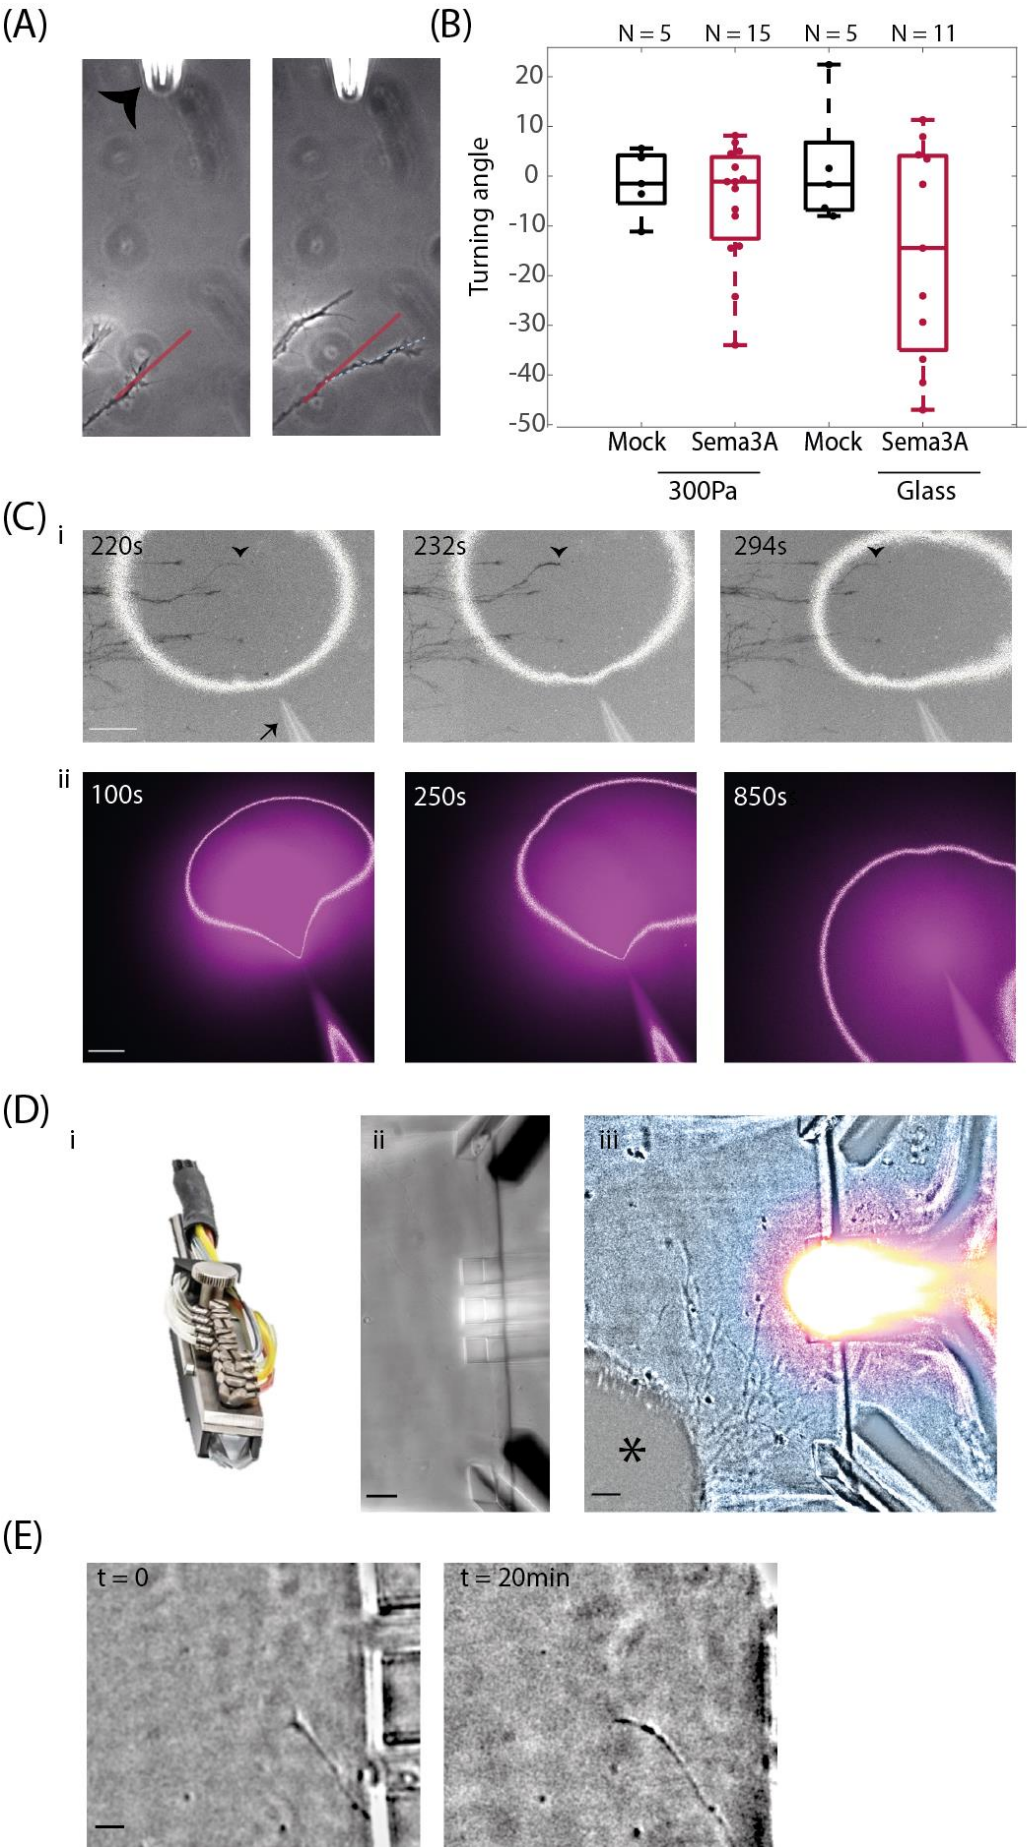 (A)
(B)
N = 5 N = 15 N = 5 N = 11
20
10
0
-10
-20
-30
-40
-50
Turning angle
Mock Sema3A Mock Sema3A
300Pa Glass
(C)
i
220s 232s 294s
ii
100s 250s 850s
(D)
i ii iii
*
(E)
t = 0 t = 20min